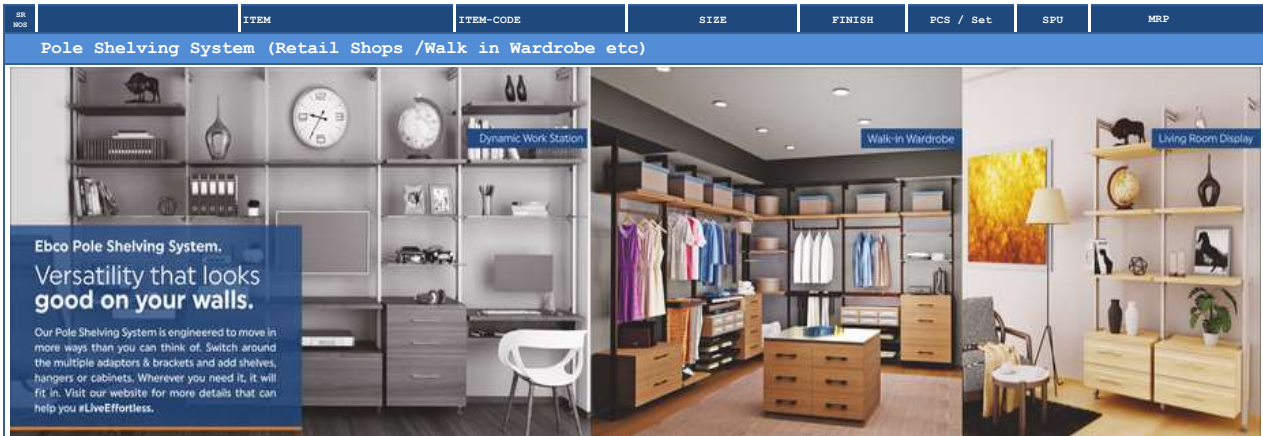 SR
NOS
ITEM
ITEM-CODE
SIZE
FINISH
PCS / Set
SPU
MRP
Pole Shelving System (Retail Shops /Walk in Wardrobe etc)
Dynamic Work Station
Walk-in Wardrobe
Living Room Display
Ebco Pole Shelving System.
Versatility that looks
good on your walls.
Our Pole Shelving System is engineered to move in
more ways than you can think of. Switch around
the multiple adaptors & brackets and add shelves,
hangers or cabinets. Wherever you need it, it will
fit in. Visit our website for more details that can
help you #LiveEffortless.